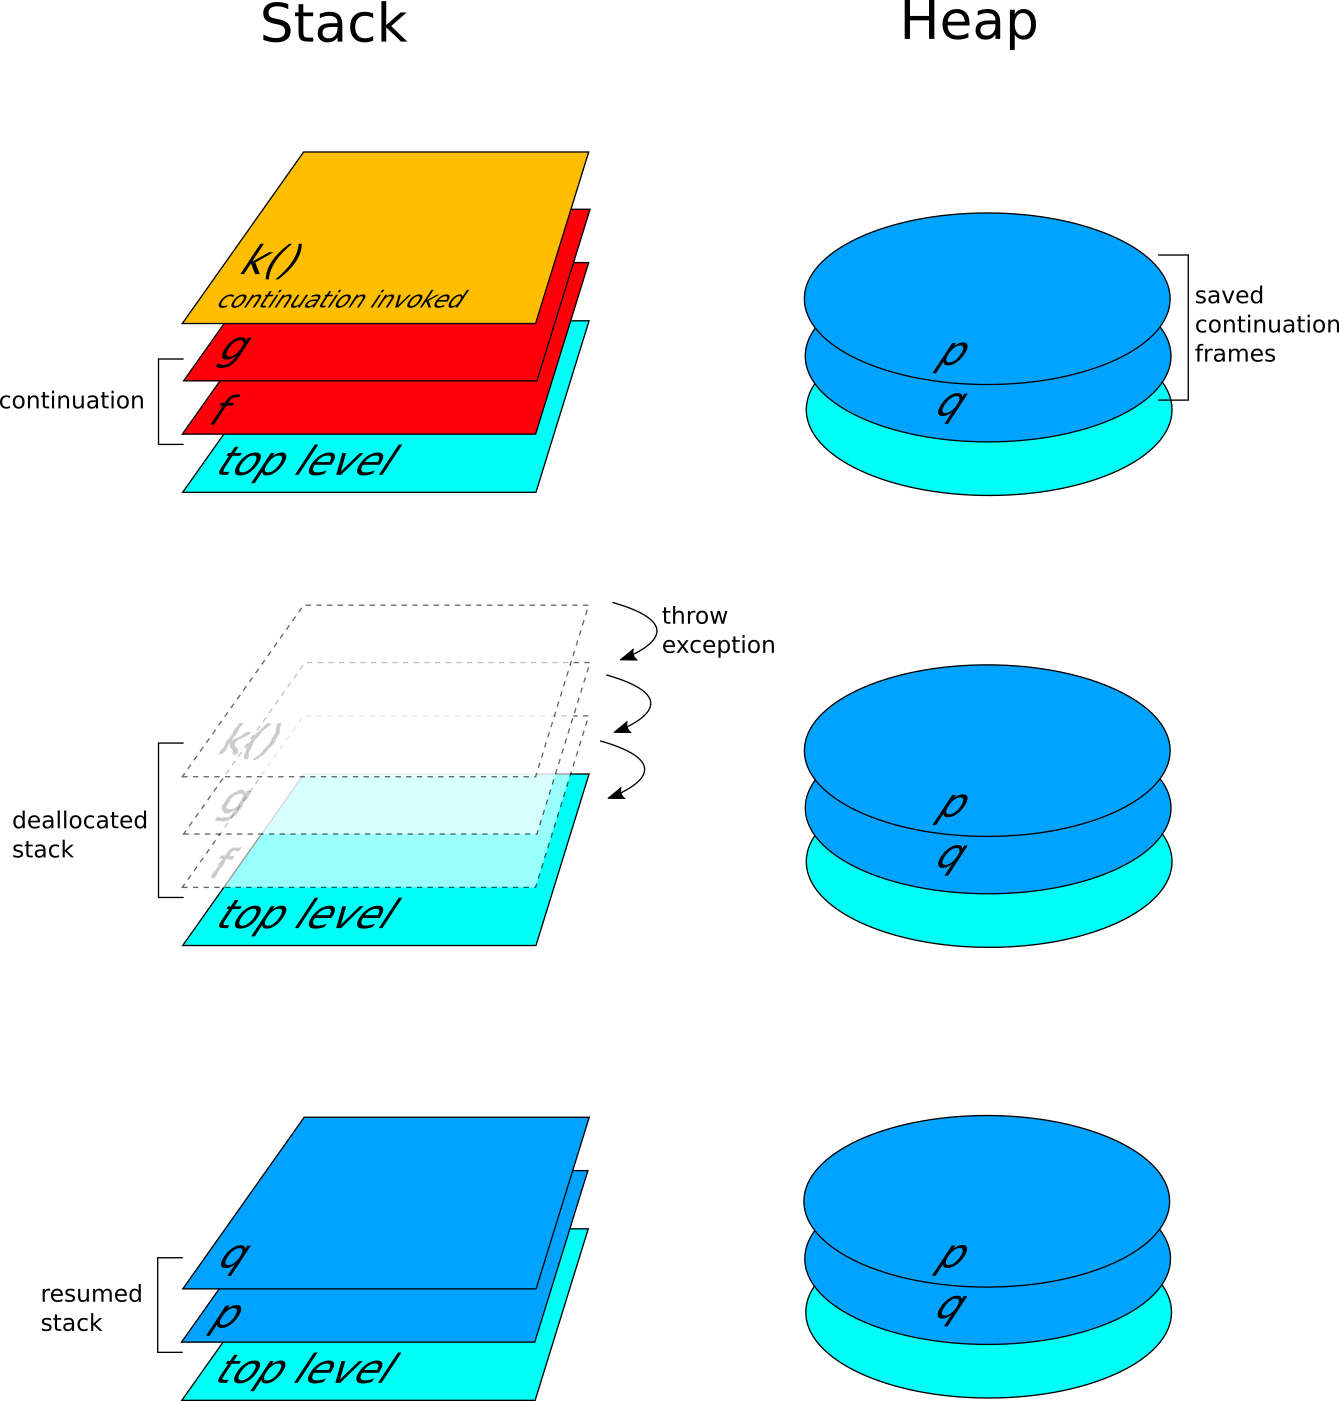 Stack
Heap
k()
continuation invoked
g
f
top level
continuation
p
q
saved
continuation
frames
throw
exception
k()
g
f
top level
deallocated
stack
p
q
q
p
top level
resumed
stack
p
q